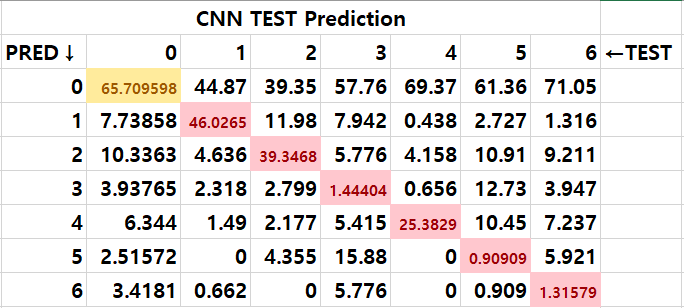 CNN TEST Prediction
PRED ↓ 0 1 2 3 4 5 6 ←TEST
0 65.709598 44.87 39.35 57.76 69.37 61.36 71.05
1 7.73858 46.0265 11.98 7.942 0.438 2.727 1.316
2 10.3363 4.636 39.3468 5.776 4.158 10.91 9.211
3 3.93765 2.318 2.799 1.44404 0.656 12.73 3.947
4 6.344 1.49 2.177 5.415 25.3829 10.45 7.237
5 2.51572 0 4.355 15.88 0 0.90909 5.921
6 3.4181 0.662 0 5.776 0 0.909 1.31579